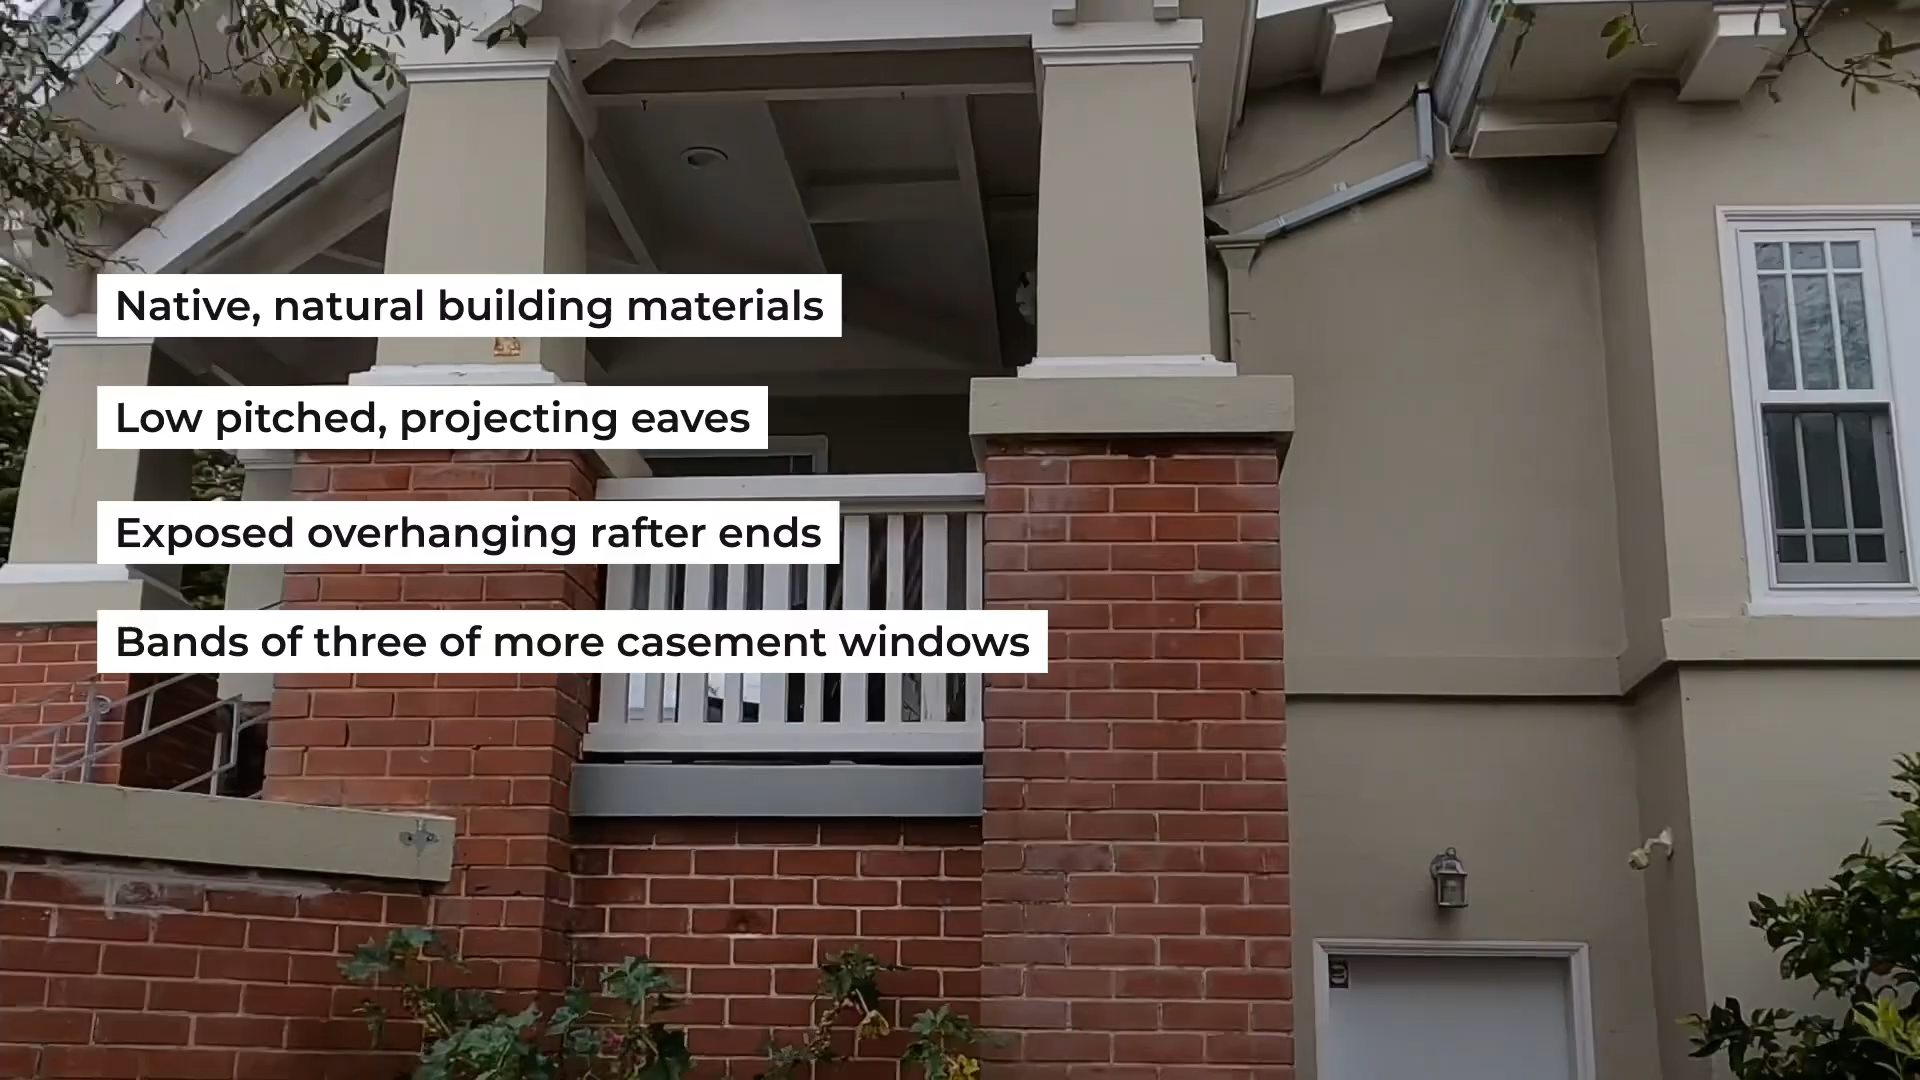 Native, natural building materials
Low pitched, projecting eaves
Exposed overhanging rafter ends
Bands of three of more casement windows